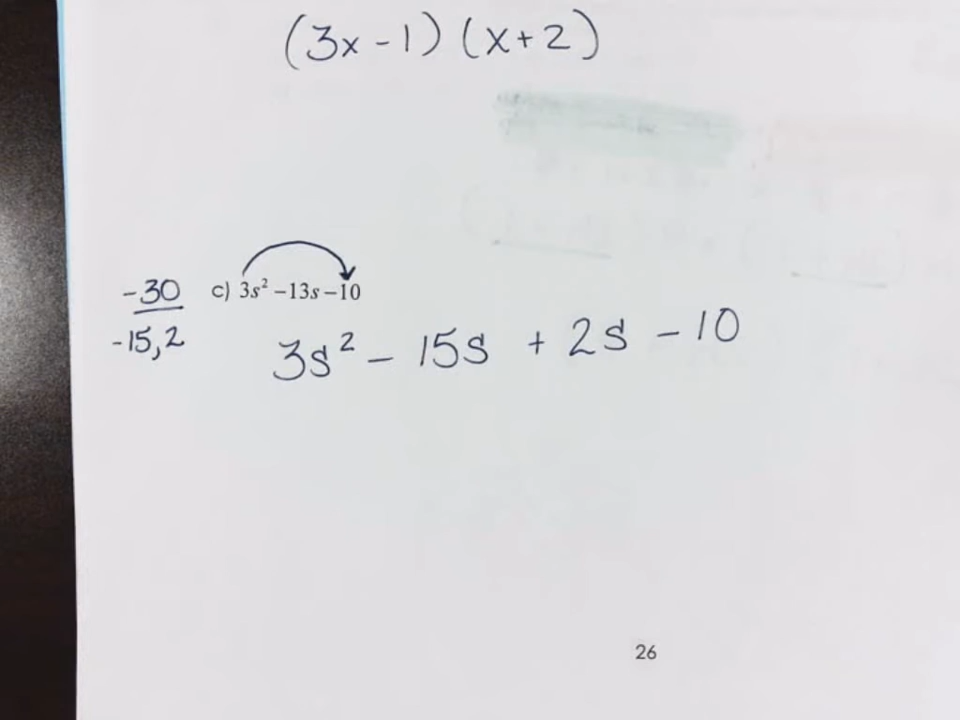 (3x - 1) (x + 2)
-30 c) 3s² -13s -10
-15, 2
3s² - 15s + 2s - 10
26